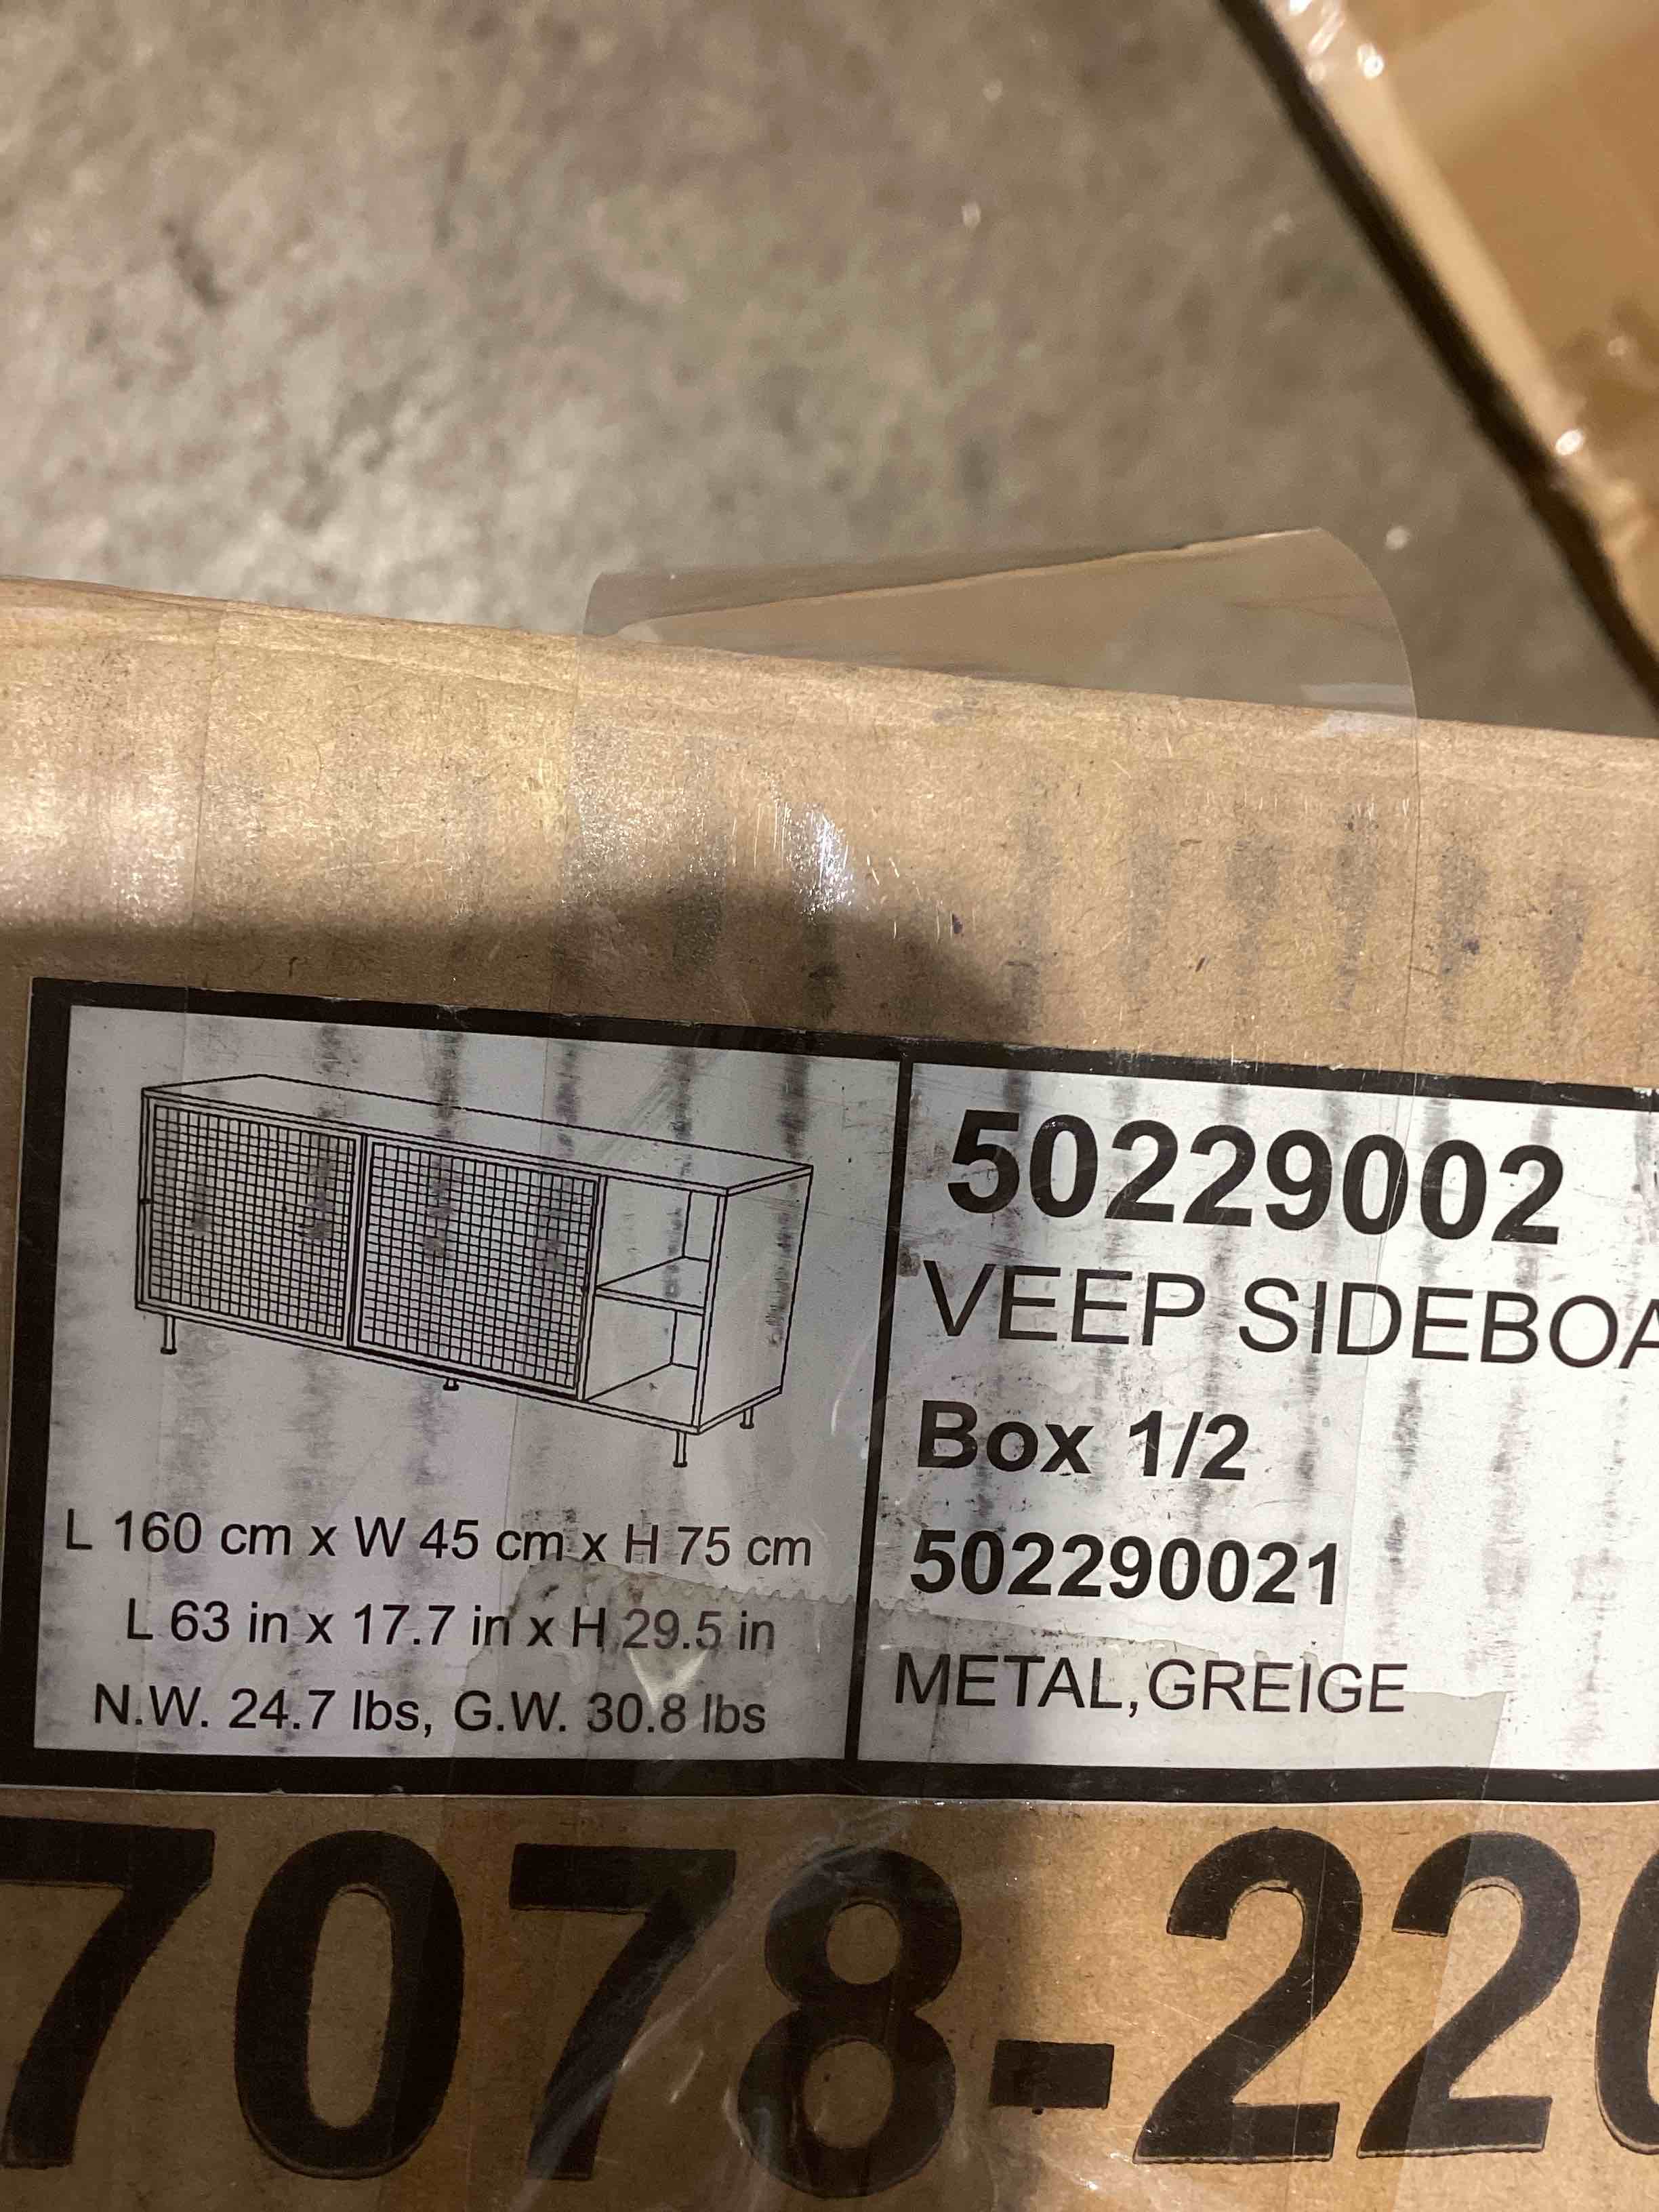 50229002
VEEP SIDEBOA
Box 1/2
502290021
METAL,GREIGE
L 160 cm x W 45 cm x H 75 cm
L 63 in x 17.7 in x H 29.5 in
N.W. 24.7 lbs, G.W. 30.8 lbs
7078-220